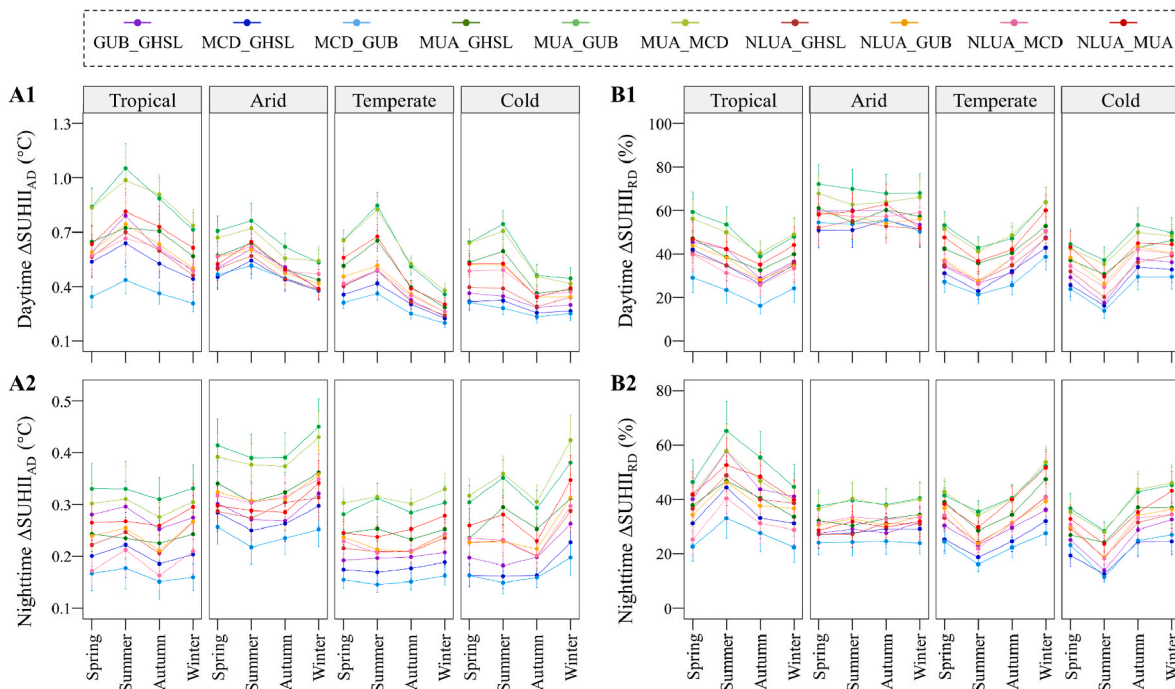 GUB_GHSL MCD_GHSL MCD_GUB MUA_GHSL MUA_GUB MUA_MCD NLUA_GHSL NLUA_GUB NLUA_MCD NLUA_MUA
A1
Tropical Arid Temperate Cold
Daytime ΔSUHII_AD (°C)
1.3
1.0
0.7
0.4
0.1
B1
Tropical Arid Temperate Cold
Daytime ΔSUHII_RD (%)
100
80
60
40
20
0
A2
Nighttime ΔSUHII_AD (°C)
0.5
0.4
0.3
0.2
0.1
Spring Summer Autumn Winter Spring Summer Autumn Winter Spring Summer Autumn Winter Spring Summer Autumn Winter
B2
Nighttime ΔSUHII_RD (%)
80
60
40
20
0
Spring Summer Autumn Winter Spring Summer Autumn Winter Spring Summer Autumn Winter Spring Summer Autumn Winter